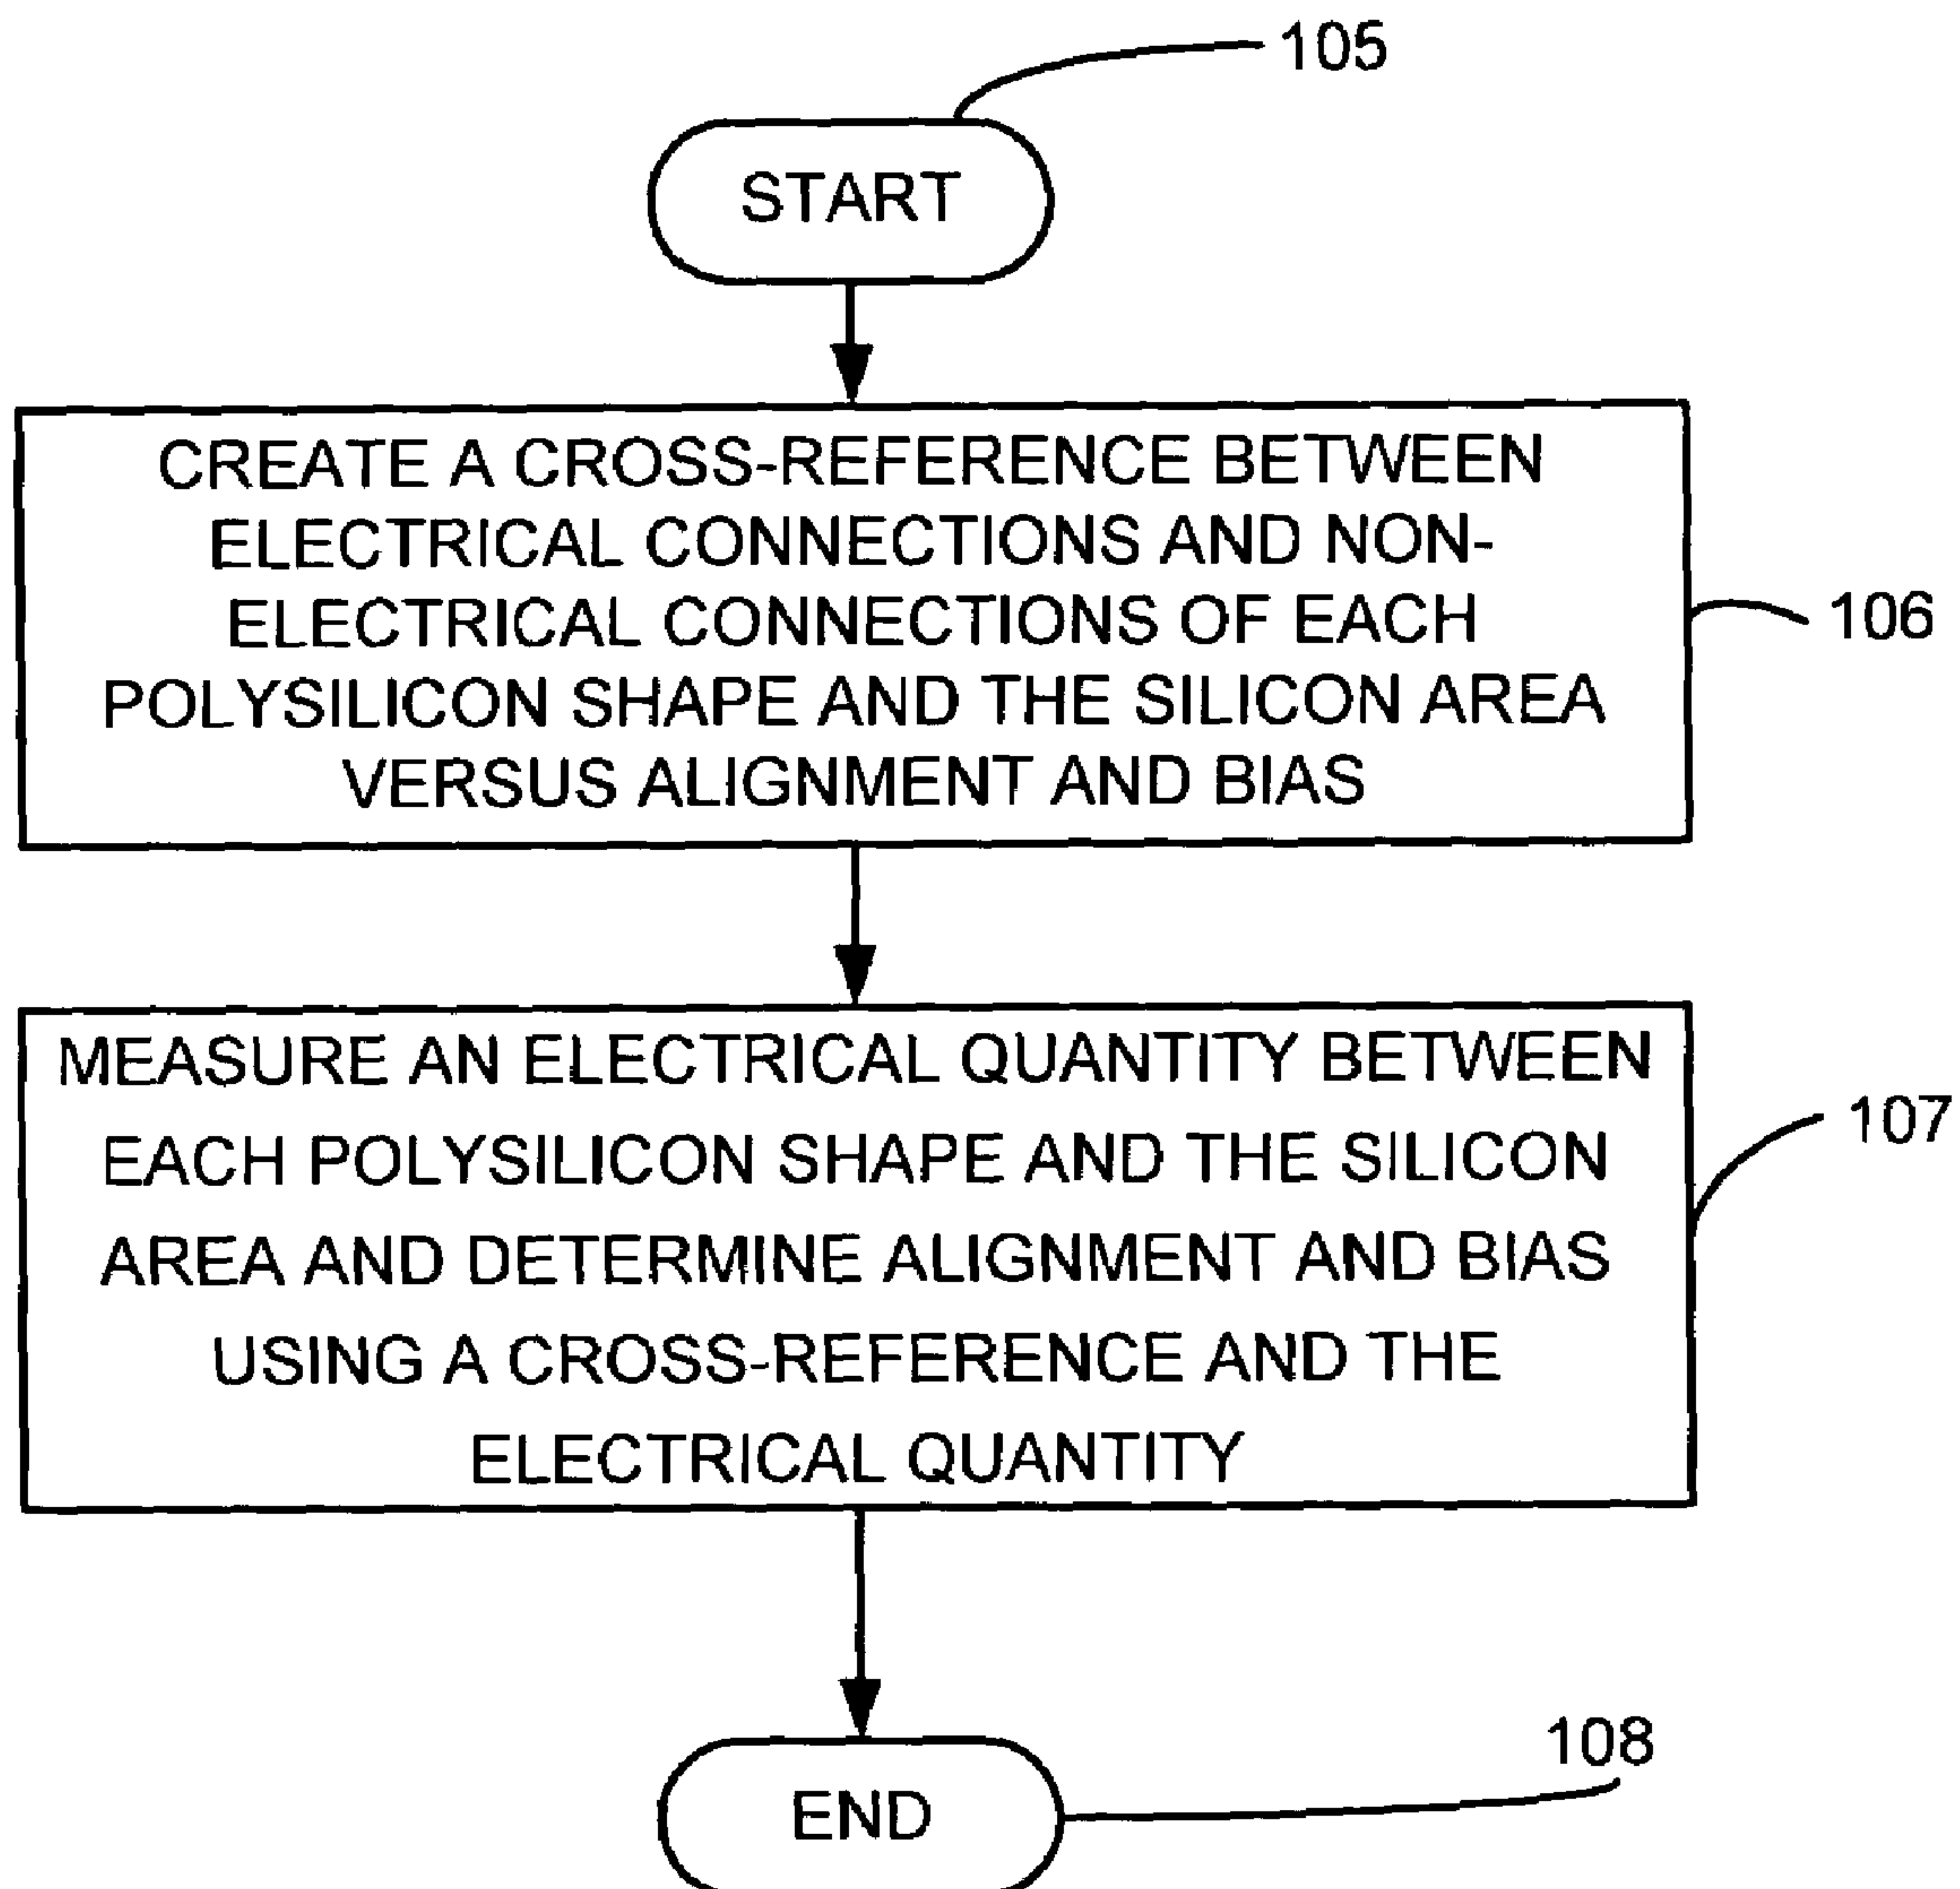 105
START
CREATE A CROSS-REFERENCE BETWEEN
ELECTRICAL CONNECTIONS AND NON-
ELECTRICAL CONNECTIONS OF EACH
POLYSILICON SHAPE AND THE SILICON AREA
VERSUS ALIGNMENT AND BIAS
106
MEASURE AN ELECTRICAL QUANTITY BETWEEN
EACH POLYSILICON SHAPE AND THE SILICON
AREA AND DETERMINE ALIGNMENT AND BIAS
USING A CROSS-REFERENCE AND THE
ELECTRICAL QUANTITY
107
108
END